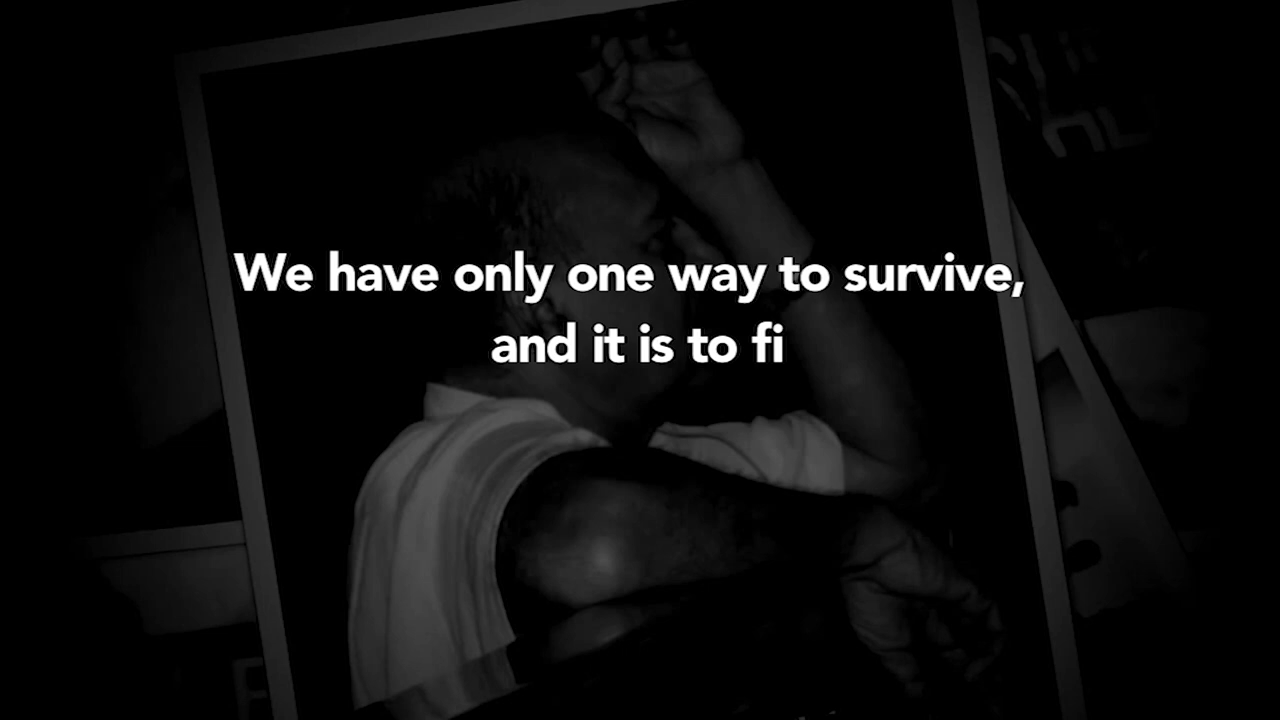 We have only one way to survive,
and it is to fi